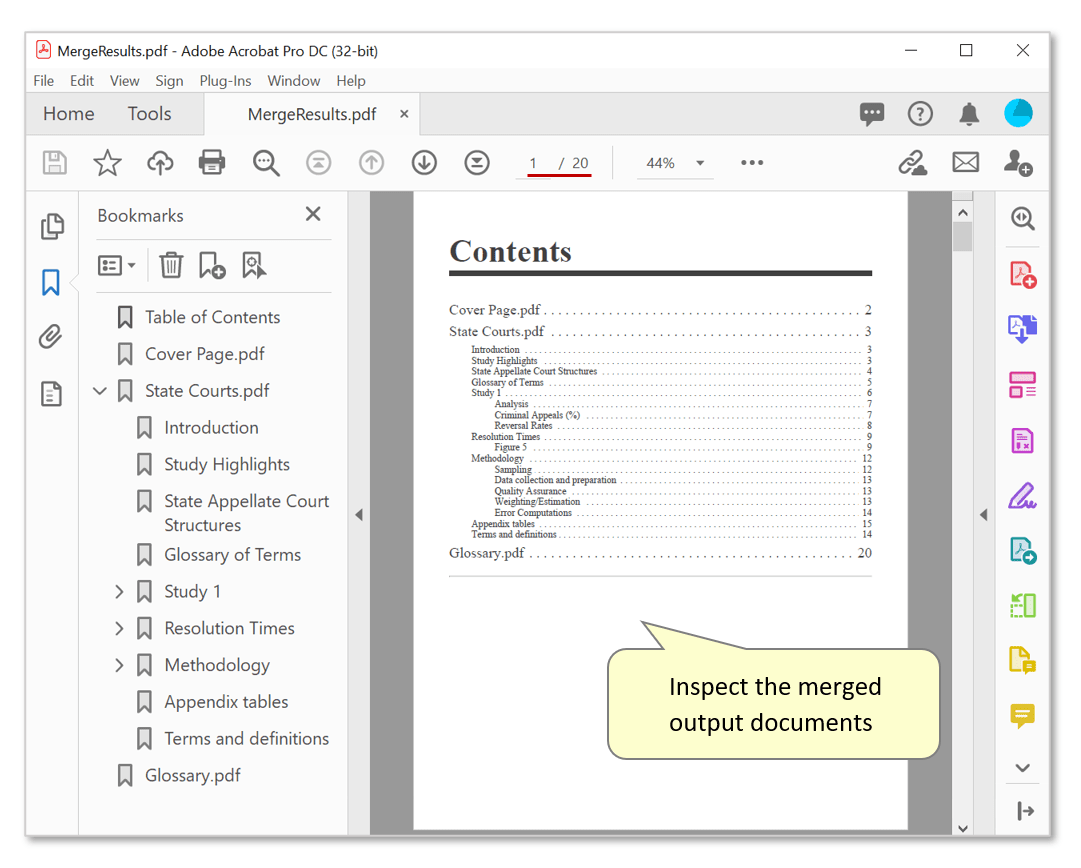 MergeResults.pdf - Adobe Acrobat Pro DC (32-bit)
File Edit View Sign Plug-Ins Window Help
Home Tools MergeResults.pdf ×
1 / 20 44%
Bookmarks
Table of Contents
Cover Page.pdf
State Courts.pdf
Introduction
Study Highlights
State Appellate Court
Structures
Glossary of Terms
Study 1
Resolution Times
Methodology
Appendix tables
Terms and definitions
Glossary.pdf
Contents
Cover Page.pdf . . . . . . . . . . 2
State Courts.pdf . . . . . . . . . . 3
Introduction . . . . . . . . . . 3
Study Highlights . . . . . . . . . . 3
State Appellate Court Structures . . . . . . . . . . 4
Glossary of Terms . . . . . . . . . . 5
Study 1 . . . . . . . . . . 6
Analysis . . . . . . . . . . 7
Criminal Appeals (%) . . . . . . . . . . 7
Reversal Rates . . . . . . . . . . 8
Resolution Times . . . . . . . . . . 9
Figure 5 . . . . . . . . . . 9
Methodology . . . . . . . . . . 12
Sampling . . . . . . . . . . 12
Data collection and preparation . . . . . . . . . . 13
Quality Assurance . . . . . . . . . . 13
Weighting/Estimation . . . . . . . . . . 13
Error Computations . . . . . . . . . . 14
Appendix tables . . . . . . . . . . 15
Terms and definitions . . . . . . . . . . 14
Glossary.pdf . . . . . . . . . . 20
Inspect the merged
output documents